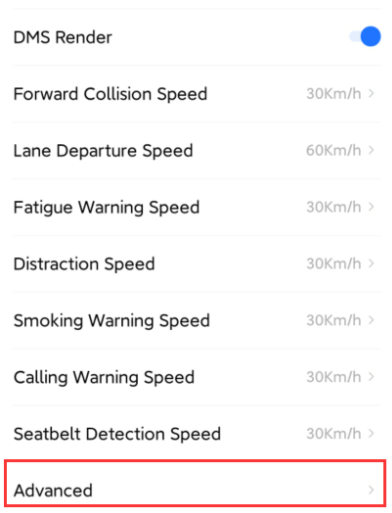 DMS Render
Forward Collision Speed 30Km/h
Lane Departure Speed 60Km/h
Fatigue Warning Speed 30Km/h
Distraction Speed 30Km/h
Smoking Warning Speed 30Km/h
Calling Warning Speed 30Km/h
Seatbelt Detection Speed 30Km/h
Advanced